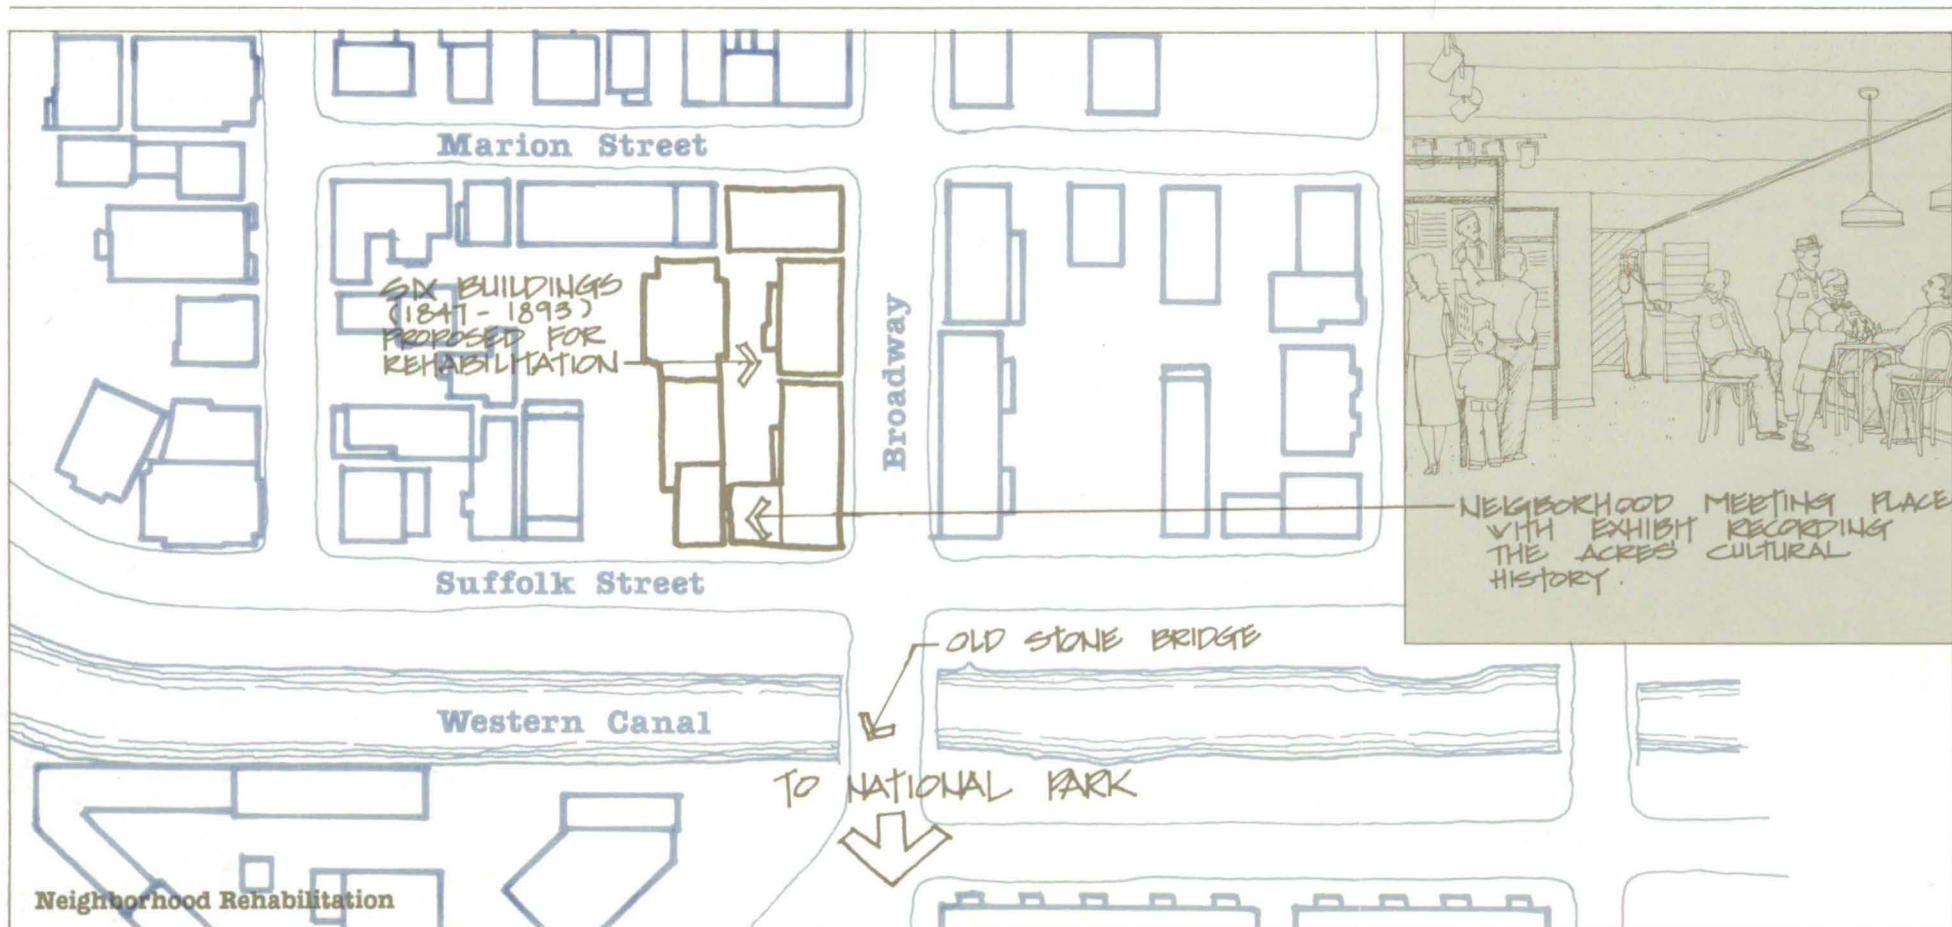 Marion Street
SIX BUILDINGS
(1847 - 1893)
PROPOSED FOR
REHABILITATION
Broadway
NEIGBORHOOD MEETING PLACE
WITH EXHIBIT RECORDING
THE ACRES' CULTURAL
HISTORY.
Suffolk Street
OLD STONE BRIDGE
Western Canal
TO NATIONAL PARK
Neighborhood Rehabilitation